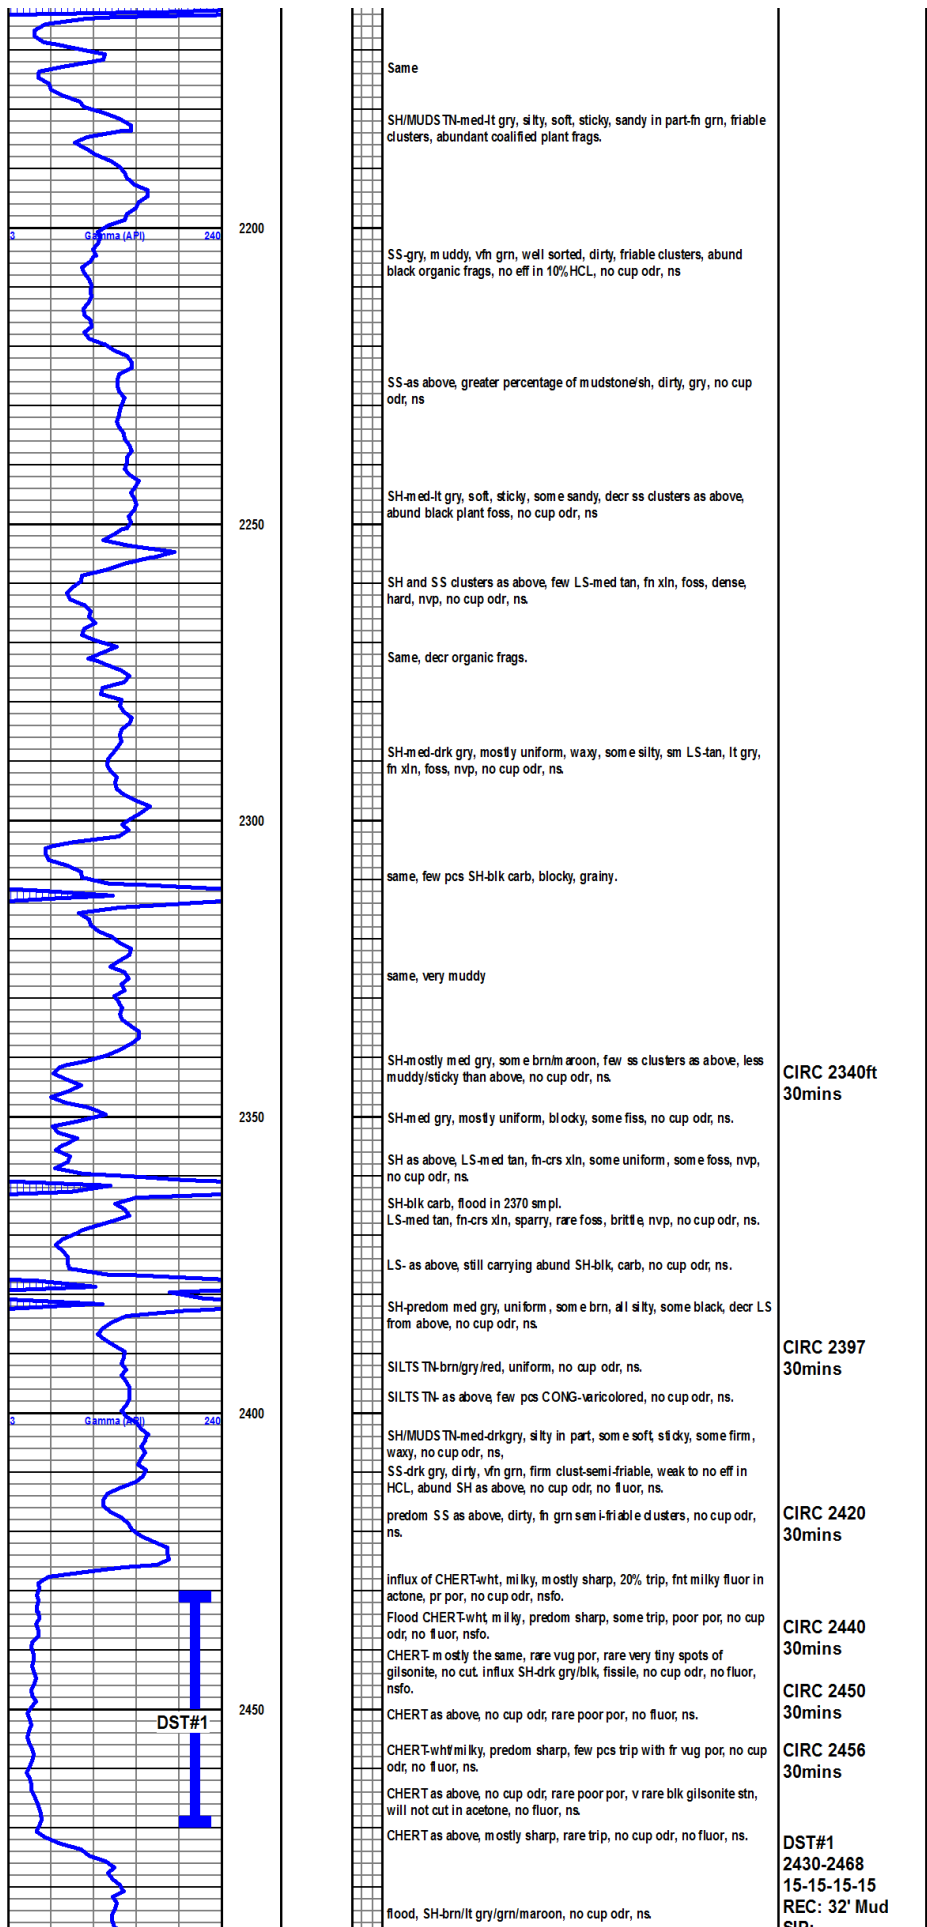 Same
SH/MUDSTN-med-lt gry, silty, soft, sticky, sandy in part-fn grn, friable
clusters, abundant coalified plant frags.
2200
3 Gamma (API) 240
SS-gry, muddy, vfn grn, well sorted, dirty, friable clusters, abund
black organic frags, no eff in 10%HCL, no cup odr, ns
SS-as above, greater percentage of mudstone/sh, dirty, gry, no cup
odr, ns
SH-med-lt gry, soft, sticky, some sandy, decr ss clusters as above,
abund black plant foss, no cup odr, ns
2250
SH and SS clusters as above, few LS-med tan, fn xln, foss, dense,
hard, nvp, no cup odr, ns.
Same, decr organic frags.
SH-med-drk gry, mostly uniform, waxy, some silty, sm LS-tan, lt gry,
fn xln, foss, nvp, no cup odr, ns.
2300
same, few pcs SH-blk carb, blocky, grainy.
same, very muddy
SH-mostly med gry, some brn/maroon, few ss clusters as above, less
muddy/sticky than above, no cup odr, ns.
CIRC 2340ft
30mins
2350
SH-med gry, mostly uniform, blocky, some fiss, no cup odr, ns.
SH as above, LS-med tan, fn-crs xln, some uniform, some foss, nvp,
no cup odr, ns.
SH-blk carb, flood in 2370 smpl.
LS-med tan, fn-crs xln, sparry, rare foss, brittle, nvp, no cup odr, ns.
LS- as above, still carrying abund SH-blk, carb, no cup odr, ns.
SH-predom med gry, uniform, some brn, all silty, some black, decr LS
from above, no cup odr, ns.
CIRC 2397
30mins
SILTSTN-brn/gry/red, uniform, no cup odr, ns.
SILTSTN- as above, few pcs CONG-varicolored, no cup odr, ns.
2400
3 Gamma (API) 240
SH/MUDSTN-med-drkgry, silty in part, some soft, sticky, some firm,
waxy, no cup odr, ns,
SS-drk gry, dirty, vfn grn, firm clust-semi-friable, weak to no eff in
HCL, abund SH as above, no cup odr, no fluor, ns.
predom SS as above, dirty, fn grn semi-friable clusters, no cup odr,
ns.
CIRC 2420
30mins
influx of CHERT-wht, milky, mostly sharp, 20% trip, fnt milky fluor in
actone, pr por, no cup odr, nsfo.
Flood CHERT-wht, milky, predom sharp, some trip, poor por, no cup
odr, no fluor, nsfo.
CIRC 2440
30mins
CHERT- mostly the same, rare vug por, rare very tiny spots of
gilsonite, no cut. influx SH-drk gry/blk, fissile, no cup odr, no fluor,
nsfo.
CIRC 2450
30mins
2450
DST#1
CHERT as above, no cup odr, rare poor por, no fluor, ns.
CHERT-wht/milky, predom sharp, few pcs trip with fr vug por, no cup
odr, no fluor, ns.
CIRC 2456
30mins
CHERT as above, no cup odr, rare poor por, v rare blk gilsonite stn,
will not cut in acetone, no fluor, ns.
CHERT as above, mostly sharp, rare trip, no cup odr, no fluor, ns.
DST#1
2430-2468
15-15-15-15
REC: 32' Mud
SIP:
flood, SH-brn/lt gry/grn/maroon, no cup odr, ns.